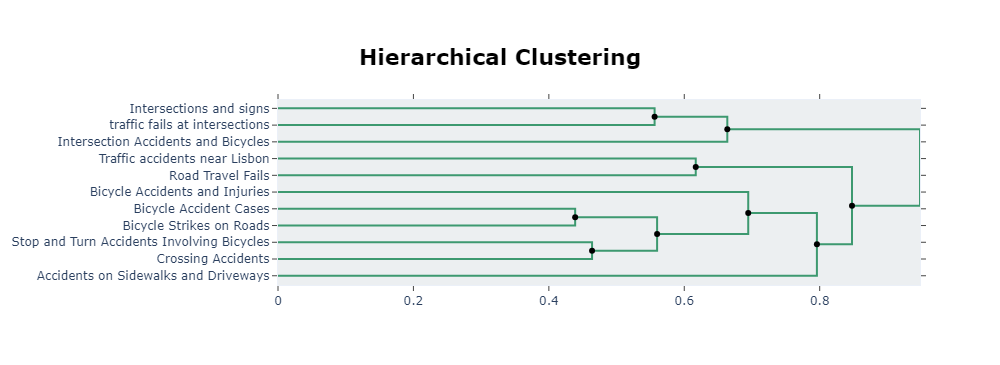 Hierarchical Clustering
Intersections and signs
traffic fails at intersections
Intersection Accidents and Bicycles
Traffic accidents near Lisbon
Road Travel Fails
Bicycle Accidents and Injuries
Bicycle Accident Cases
Bicycle Strikes on Roads
Stop and Turn Accidents Involving Bicycles
Crossing Accidents
Accidents on Sidewalks and Driveways
0 0.2 0.4 0.6 0.8